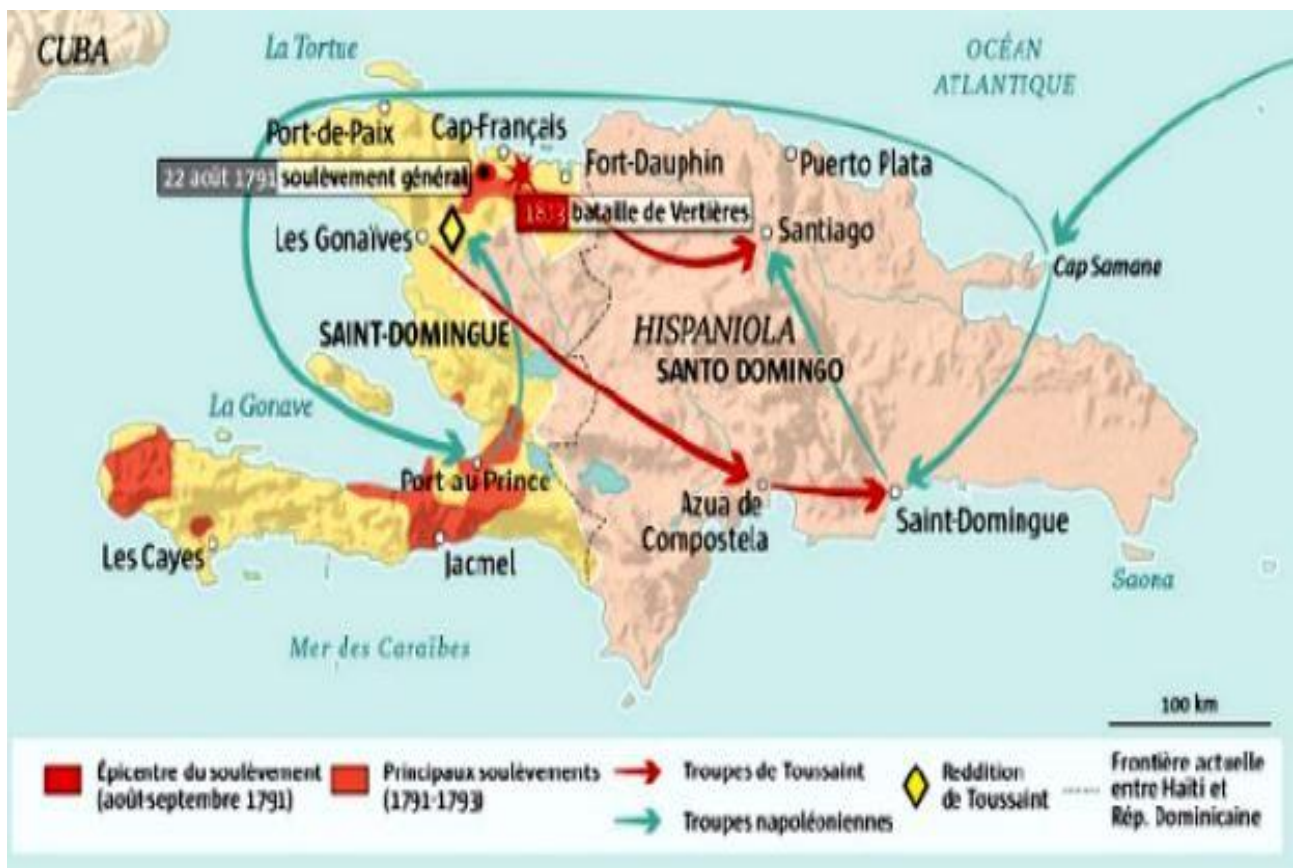 CUBA
La Tortue
OCÉAN
ATLANTIQUE
Port-de-Paix
Cap-Français
Fort-Dauphin
Puerto Plata
22 août 1791 soulèvement général
bataille de Vertières
Les Gonaïves
Santiago
Cap Samane
SAINT-DOMINGUE
HISPANIOLA
SANTO DOMINGO
La Gonave
Port au Prince
Azua de
Compostela
Saint-Domingue
Les Cayes
Jacmel
Saona
Mer des Caraïbes
100 km
Épicentre du soulèvement
(août-septembre 1791)
Principaux soulèvements
(1791-1793)
Troupes de Toussaint
Troupes napoléoniennes
Reddition
de Toussaint
Frontière actuelle
entre Haïti et
Rép. Dominicaine